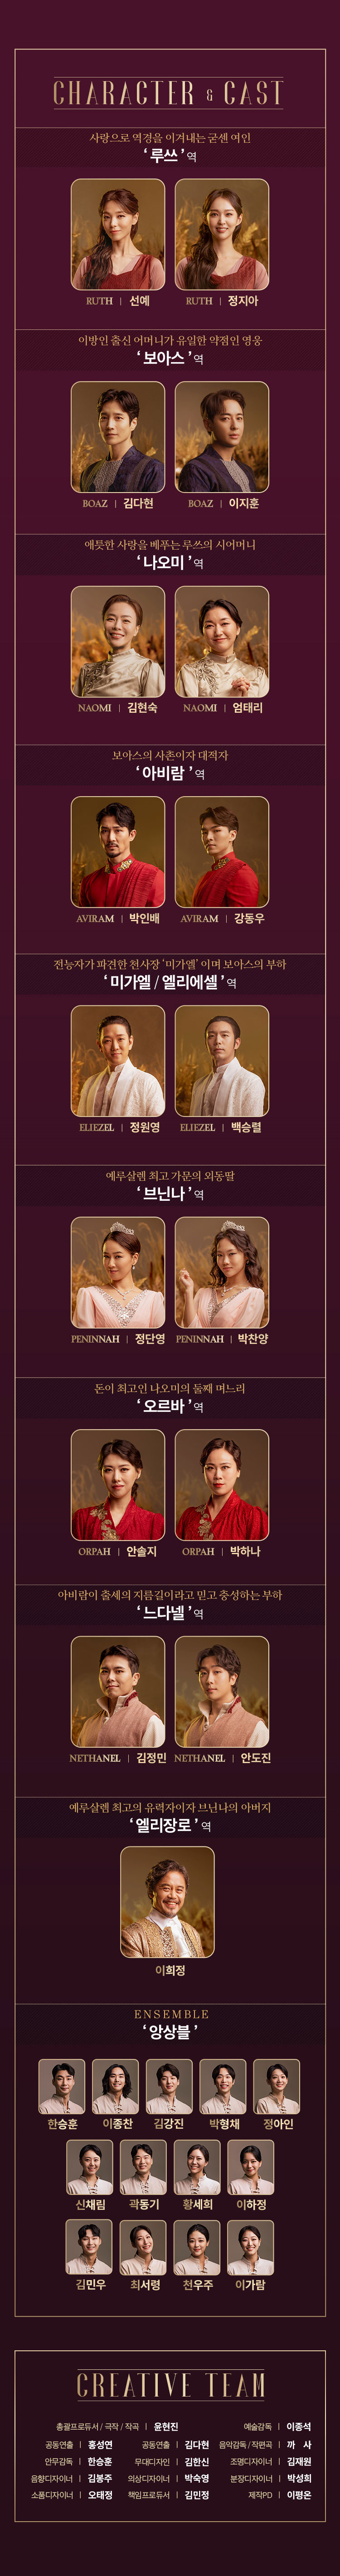 CHARACTER & CAST
사랑으로 역경을 이겨내는 굳센 여인
‘루쓰’역
RUTH | 선예
RUTH | 정지아
이방인 출신 어머니가 유일한 약점인 영웅
‘보아스’역
BOAZ | 김다현
BOAZ | 이지훈
애틋한 사랑을 베푸는 루쓰의 시어머니
‘나오미’역
NAOMI | 김현숙
NAOMI | 엄태리
보아스의 사촌이자 대적자
‘아비람’역
AVIRAM | 박인배
AVIRAM | 강동우
전능자가 파견한 천사장 ‘미가엘’ 이며 보아스의 부하
‘미가엘 / 엘리에셀’역
ELIEZEL | 정원영
ELIEZEL | 백승렬
예루살렘 최고 가문의 외동딸
‘브닌나’역
PENINNAH | 정단영
PENINNAH | 박찬양
돈이 최고인 나오미의 둘째 며느리
‘오르바’역
ORPAH | 안솔지
ORPAH | 박하나
아비람이 출세의 지름길이라고 믿고 충성하는 부하
‘느다넬’역
NETHANEL | 김정민
NETHANEL | 안도진
예루살렘 최고의 유력자이자 브닌나의 아버지
‘엘리장로’역
이희정
ENSEMBLE
‘앙상블’
한승훈
이종찬
김강진
박형채
정아인
신채림
곽동기
황세희
이하정
김민우
최서령
천우주
이가람
CREATIVE TEAM
총괄프로듀서 / 극작 / 작곡 | 윤현진
예술감독 | 이종석
공동연출 | 홍성연
공동연출 | 김다현
음악감독 / 작편곡 | 까 사
안무감독 | 한승훈
무대디자인 | 김한신
조명디자이너 | 김재원
음향디자이너 | 김봉주
의상디자이너 | 박숙영
분장디자이너 | 박성희
소품디자이너 | 오태정
책임프로듀서 | 김민정
제작PD | 이평온